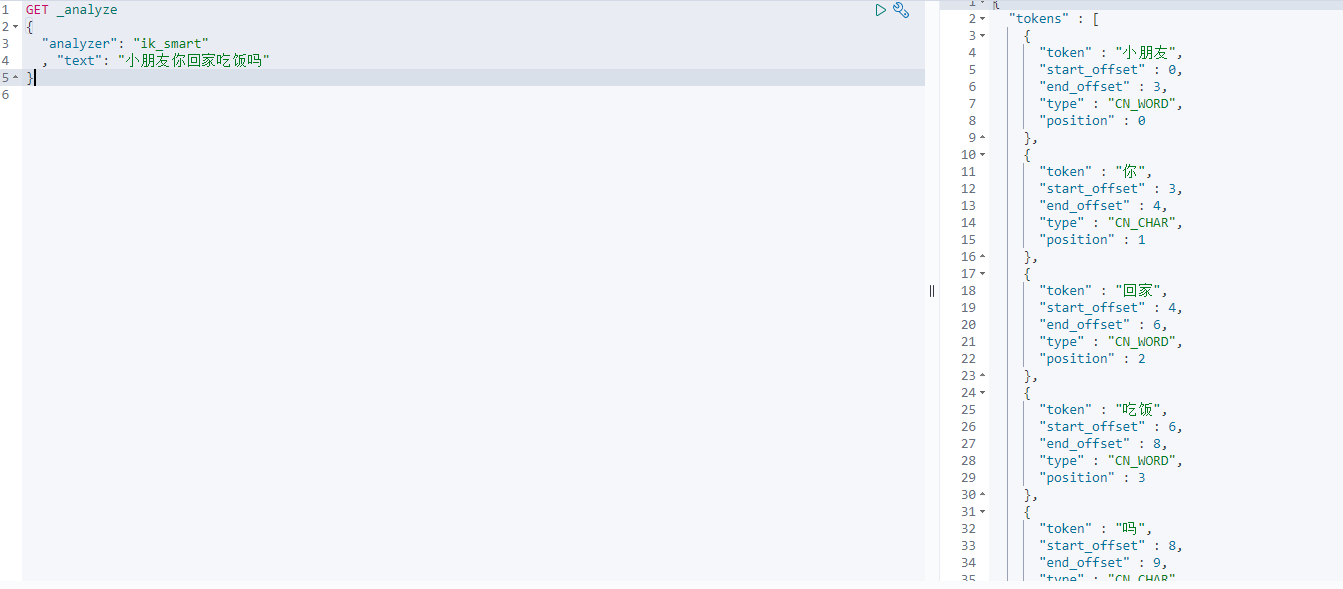 1 GET _analyze
2 {
3 "analyzer": "ik_smart"
4 , "text": "小朋友你回家吃饭吗"
5 }
6
1 {
2 "tokens" : [
3 {
4 "token" : "小朋友",
5 "start_offset" : 0,
6 "end_offset" : 3,
7 "type" : "CN_WORD",
8 "position" : 0
9 },
10 {
11 "token" : "你",
12 "start_offset" : 3,
13 "end_offset" : 4,
14 "type" : "CN_CHAR",
15 "position" : 1
16 },
17 {
18 "token" : "回家",
19 "start_offset" : 4,
20 "end_offset" : 6,
21 "type" : "CN_WORD",
22 "position" : 2
23 },
24 {
25 "token" : "吃饭",
26 "start_offset" : 6,
27 "end_offset" : 8,
28 "type" : "CN_WORD",
29 "position" : 3
30 },
31 {
32 "token" : "吗",
33 "start_offset" : 8,
34 "end_offset" : 9,
35 "type" : "CN_CHAR"